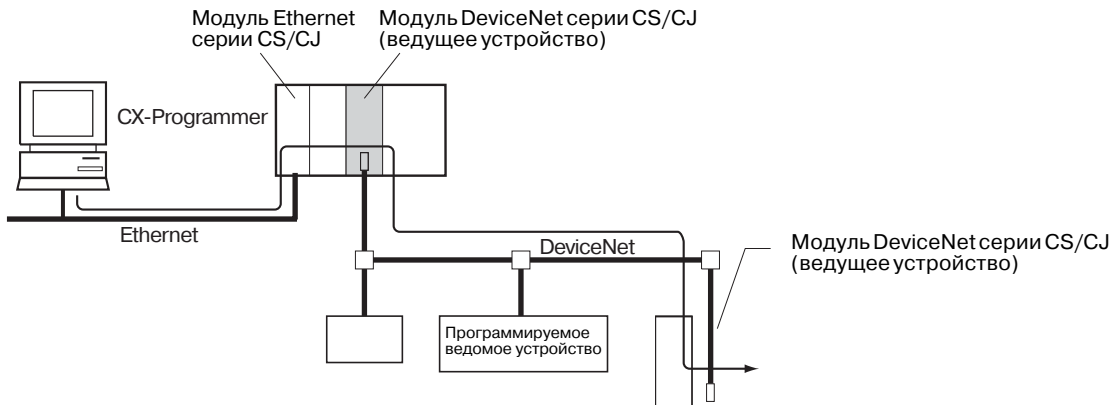 Модуль Ethernet
серии CS/CJ
Модуль DeviceNet серии CS/CJ
(ведущее устройство)
CX-Programmer
Ethernet
DeviceNet
Модуль DeviceNet серии CS/CJ
(ведущее устройство)
Программируемое
ведомое устройство